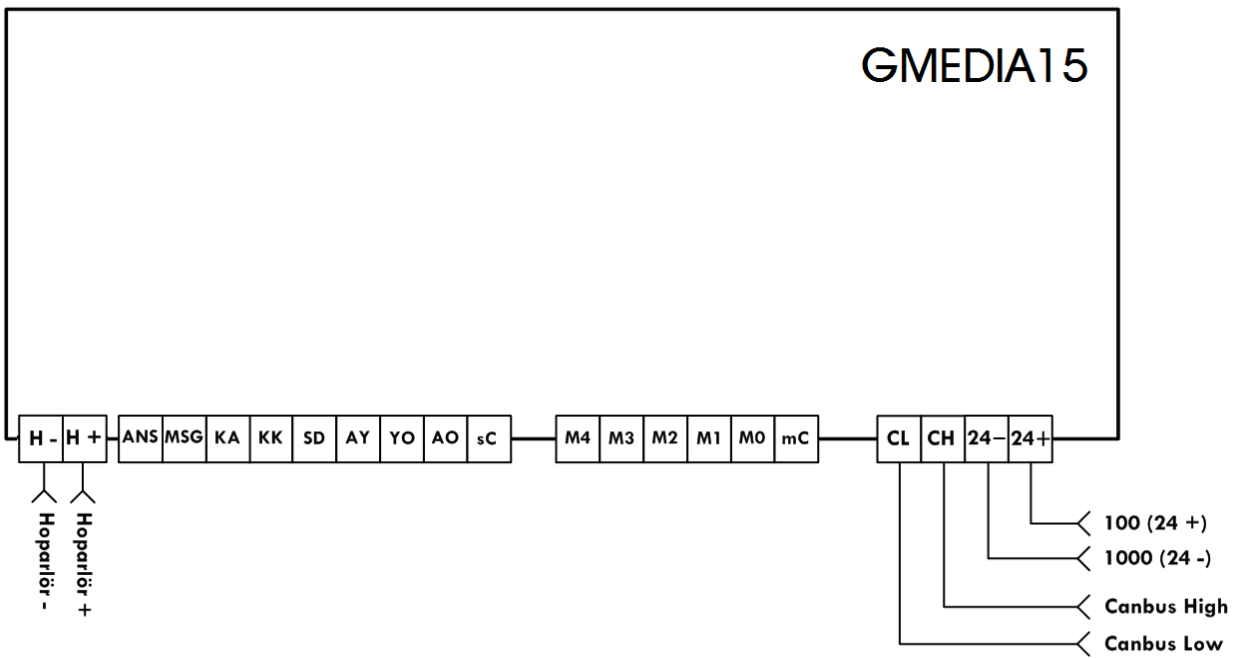 GMEDIA15
H - H + ANS MSG KA KK SD AY YO AO sC M4 M3 M2 M1 M0 mC CL CH 24- 24+
Hoparlör -
Hoparlör +
100 (24 +)
1000 (24 -)
Canbus High
Canbus Low